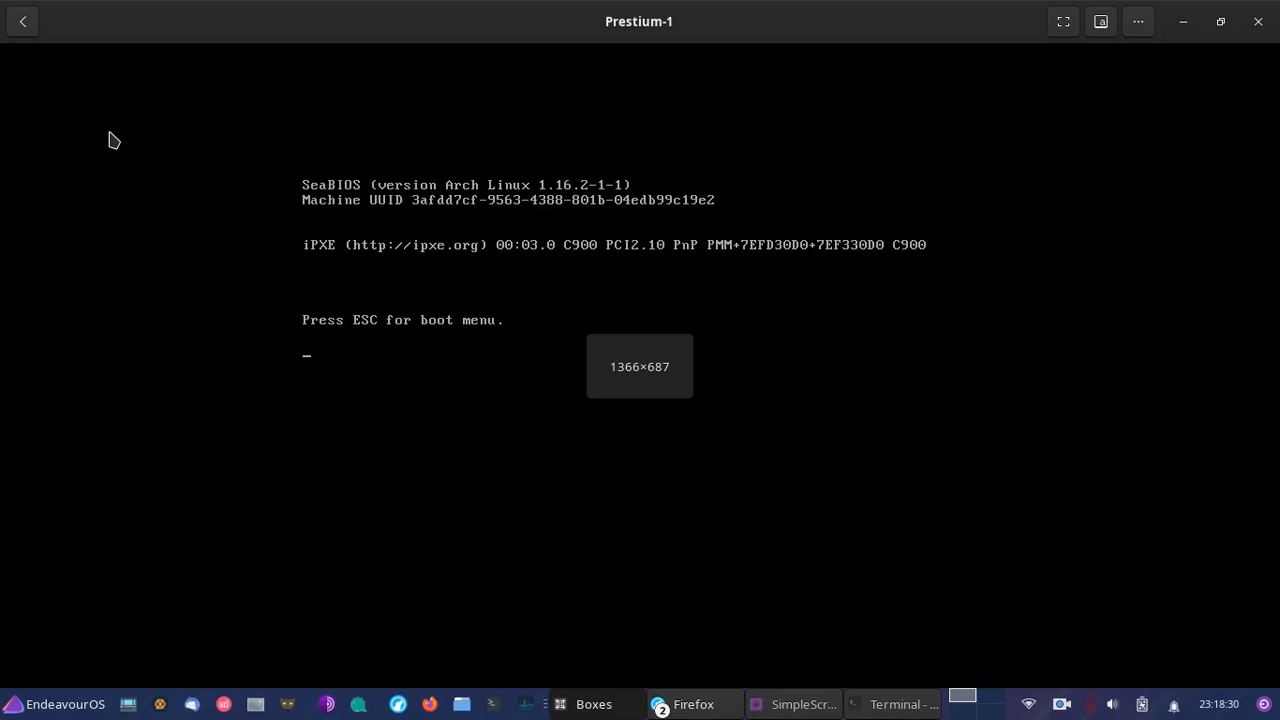 Prestium-1
SeaBIOS (version Arch Linux 1.16.2-1-1)
Machine UUID 3afdd7cf-9563-4388-801b-04edb99c19e2
iPXE (http://ipxe.org) 00:03.0 C900 PCI2.10 PnP PMM+7EFD30D0+7EF330D0 C900
Press ESC for boot menu.
1366×687
EndeavourOS
Boxes
2
Firefox
SimpleScr...
Terminal - ...
23:18:30